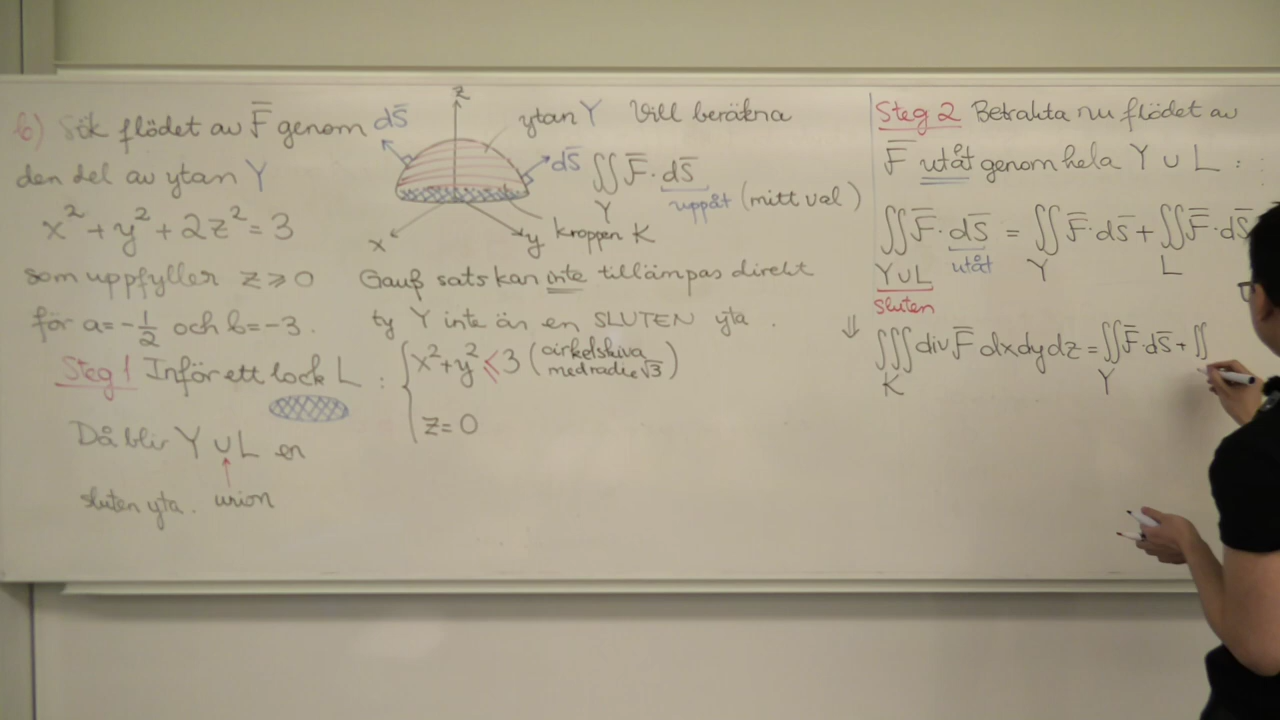 b) Sök flödet av F̅ genom
den del av ytan Y
x² + y² + 2z² = 3
som uppfyller z ≥ 0
för a = -1/2 och b = -3.
dS̅
z
ytan Y
dS̅
x
y
kroppen K
Vill beräkna
∬ F̅ · dS̅
Y
uppåt (mitt val)
Gauß sats kan inte tillämpas direkt
ty Y inte är en SLUTEN yta.
Steg 1 Inför ett lock L : { x² + y² ≤ 3 (cirkelskiva med radie √3)
z = 0
Då blir Y ∪ L en
sluten yta. union
Steg 2 Betrakta nu flödet av
F̅ utåt genom hela Y ∪ L :
∬ F̅ · dS̅ = ∬ F̅ · dS̅ + ∬ F̅ · dS̅
Y∪L utåt Y L
sluten
⇓ ∭ div F̅ dxdydz = ∬ F̅ · dS̅ + ∬
K Y